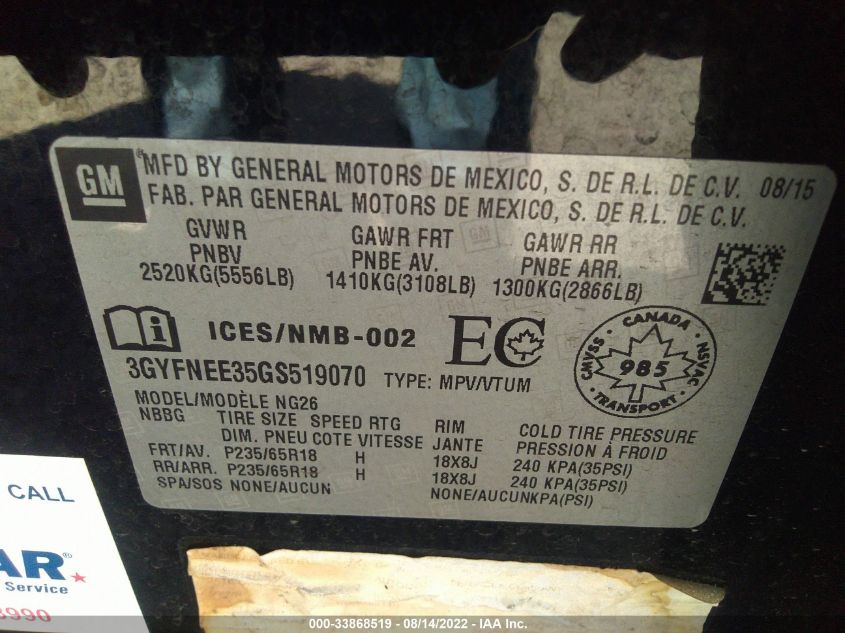 GM
MFD BY GENERAL MOTORS DE MEXICO, S. DE R.L. DE C.V. 08/15
FAB. PAR GENERAL MOTORS DE MEXICO, S. DE R.L. DE C.V.
GVWR GAWR FRT GAWR RR
PNBV PNBE AV. PNBE ARR.
2520KG(5556LB) 1410KG(3108LB) 1300KG(2866LB)
ICES/NMB-002 EC
CANADA
CMVSS 985 NSVAC
TRANSPORT
3GYFNEE35GS519070 TYPE: MPV/VTUM
MODEL/MODÈLE NG26
NBBG TIRE SIZE SPEED RTG RIM COLD TIRE PRESSURE
DIM. PNEU COTE VITESSE JANTE PRESSION À FROID
FRT/AV. P235/65R18 H 18X8J 240 KPA(35PSI)
RR/ARR. P235/65R18 H 18X8J 240 KPA(35PSI)
SPA/SOS NONE/AUCUN NONE/AUCUNKPA(PSI)
CALL
AR®
Service
990
000-33868519 - 08/14/2022 - IAA Inc.